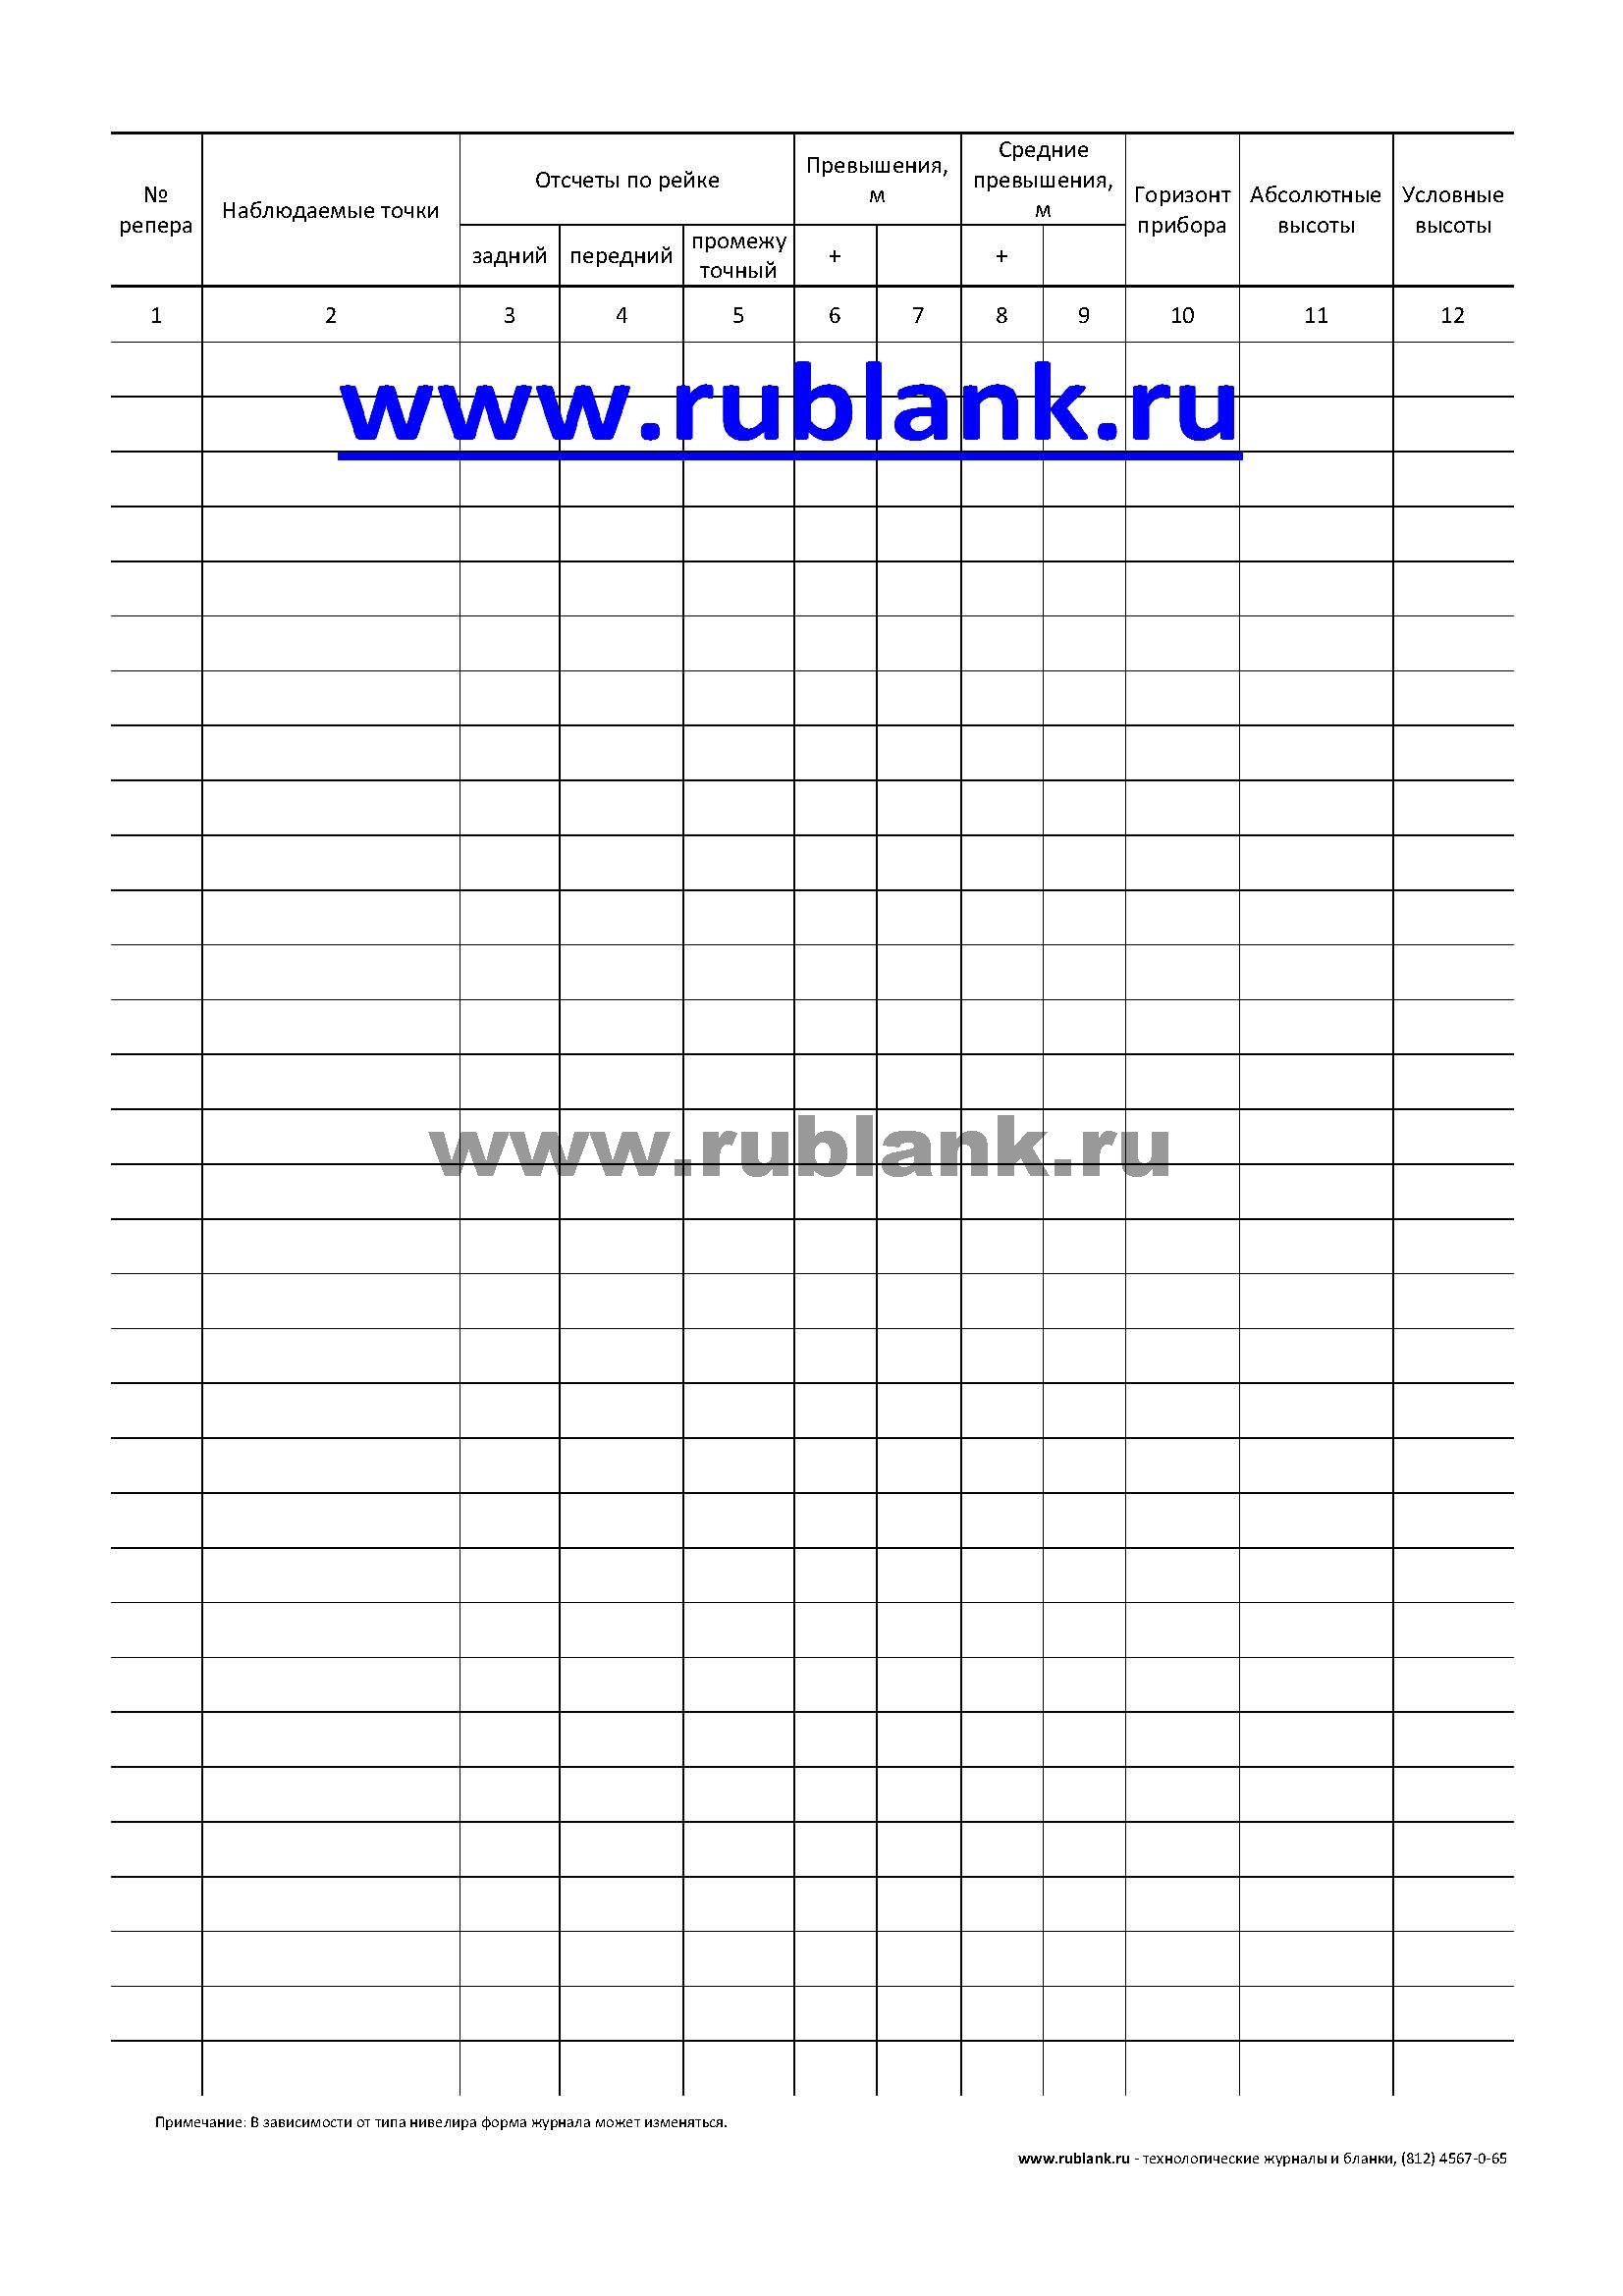 №
репера
Наблюдаемые точки
Отсчеты по рейке
Превышения,
м
Средние
превышения,
м
Горизонт
прибора
Абсолютные
высоты
Условные
высоты
задний
передний
промежу
точный
+
+
1 2 3 4 5 6 7 8 9 10 11 12
www.rublank.ru
www.rublank.ru
Примечание: В зависимости от типа нивелира форма журнала может изменяться.
www.rublank.ru - технологические журналы и бланки, (812) 4567-0-65